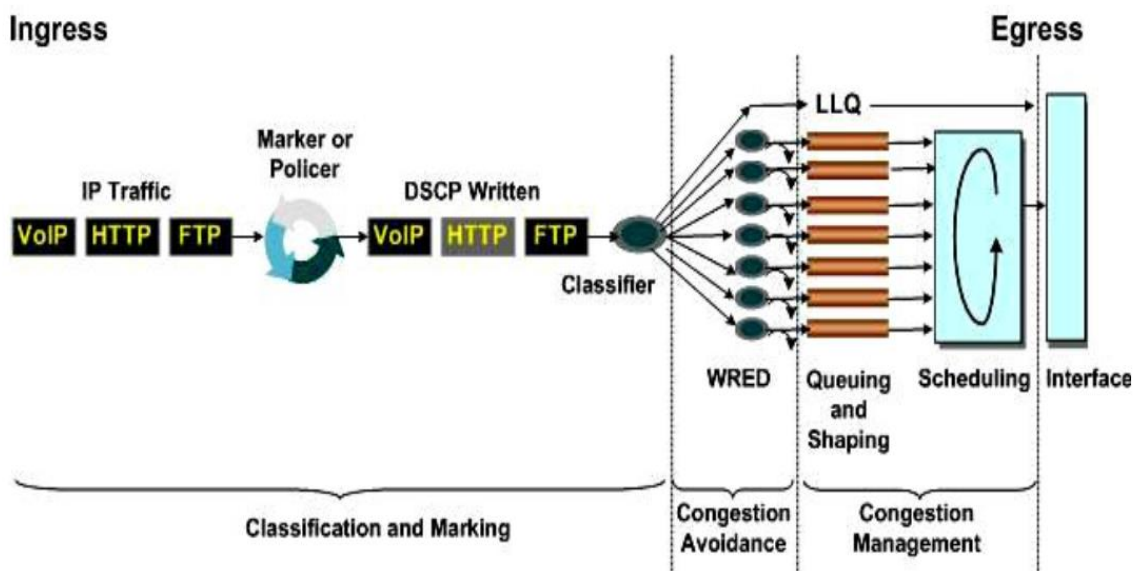 Ingress
Egress
LLQ
Marker or
Policer
IP Traffic
DSCP Written
VoIP HTTP FTP
VoIP HTTP FTP
Classifier
WRED
Queuing
and
Shaping
Scheduling
Interface
Classification and Marking
Congestion
Avoidance
Congestion
Management